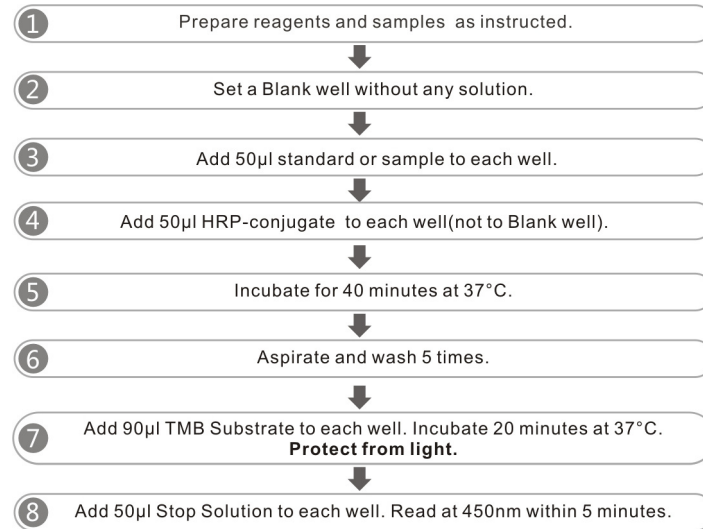 1 Prepare reagents and samples as instructed.
2 Set a Blank well without any solution.
3 Add 50μl standard or sample to each well.
4 Add 50μl HRP-conjugate to each well(not to Blank well).
5 Incubate for 40 minutes at 37°C.
6 Aspirate and wash 5 times.
7 Add 90μl TMB Substrate to each well. Incubate 20 minutes at 37°C.
Protect from light.
8 Add 50μl Stop Solution to each well. Read at 450nm within 5 minutes.